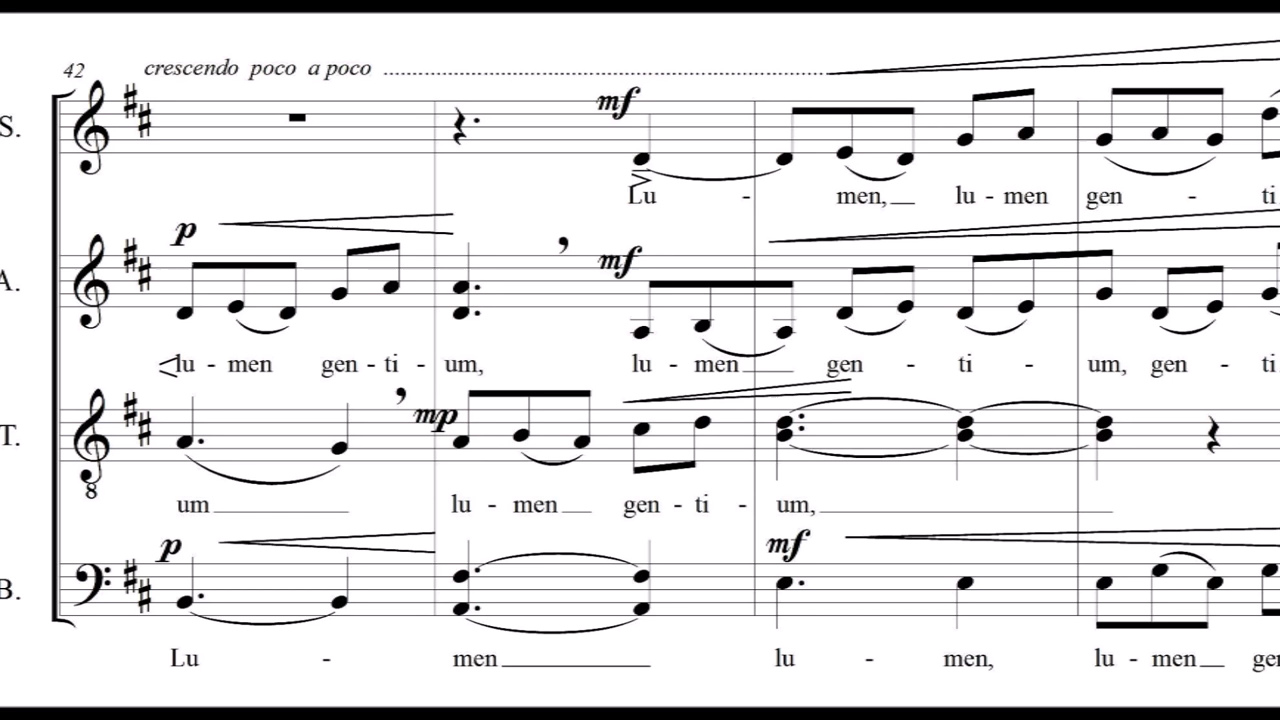 42 crescendo poco a poco
mf
S.
Lu - men, lu - men gen - ti
p
mf
A.
lu - men gen - ti - um, lu - men gen - ti - um, gen - ti
mp
T.
8
um lu - men gen - ti - um,
p
mf
B.
Lu - men lu - men, lu - men gen